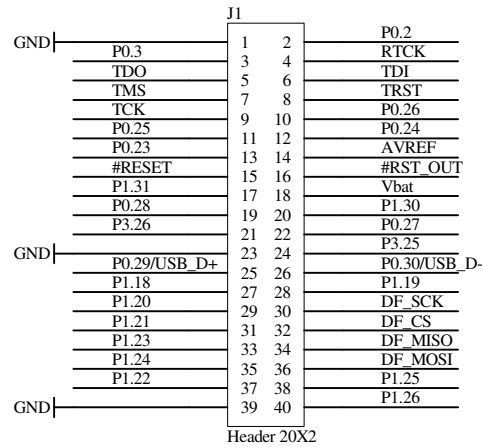 J1
GND 1 2 P0.2
P0.3 3 4 RTCK
TDO 5 6 TDI
TMS 7 8 TRST
TCK 9 10 P0.26
P0.25 11 12 P0.24
P0.23 13 14 AVREF
#RESET 15 16 #RST_OUT
P1.31 17 18 Vbat
P0.28 19 20 P1.30
P3.26 21 22 P0.27
GND 23 24 P3.25
P0.29/USB_D+ 25 26 P0.30/USB_D-
P1.18 27 28 P1.19
P1.20 29 30 DF_SCK
P1.21 31 32 DF_CS
P1.23 33 34 DF_MISO
P1.24 35 36 DF_MOSI
P1.22 37 38 P1.25
GND 39 40 P1.26
Header 20X2